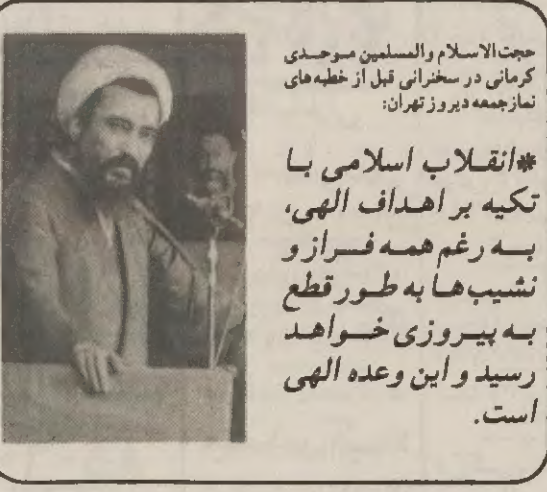 حجت‌الاسلام والمسلمین موحدی
کرمانی در سخنرانی قبل از خطبه‌های
نمازجمعه دیروز تهران:
*انقلاب اسلامی با
تکیه بر اهداف الهی،
به رغم همه فراز و
نشیب‌ها به طور قطع
به پیروزی خواهد
رسید و این وعده الهی
است.